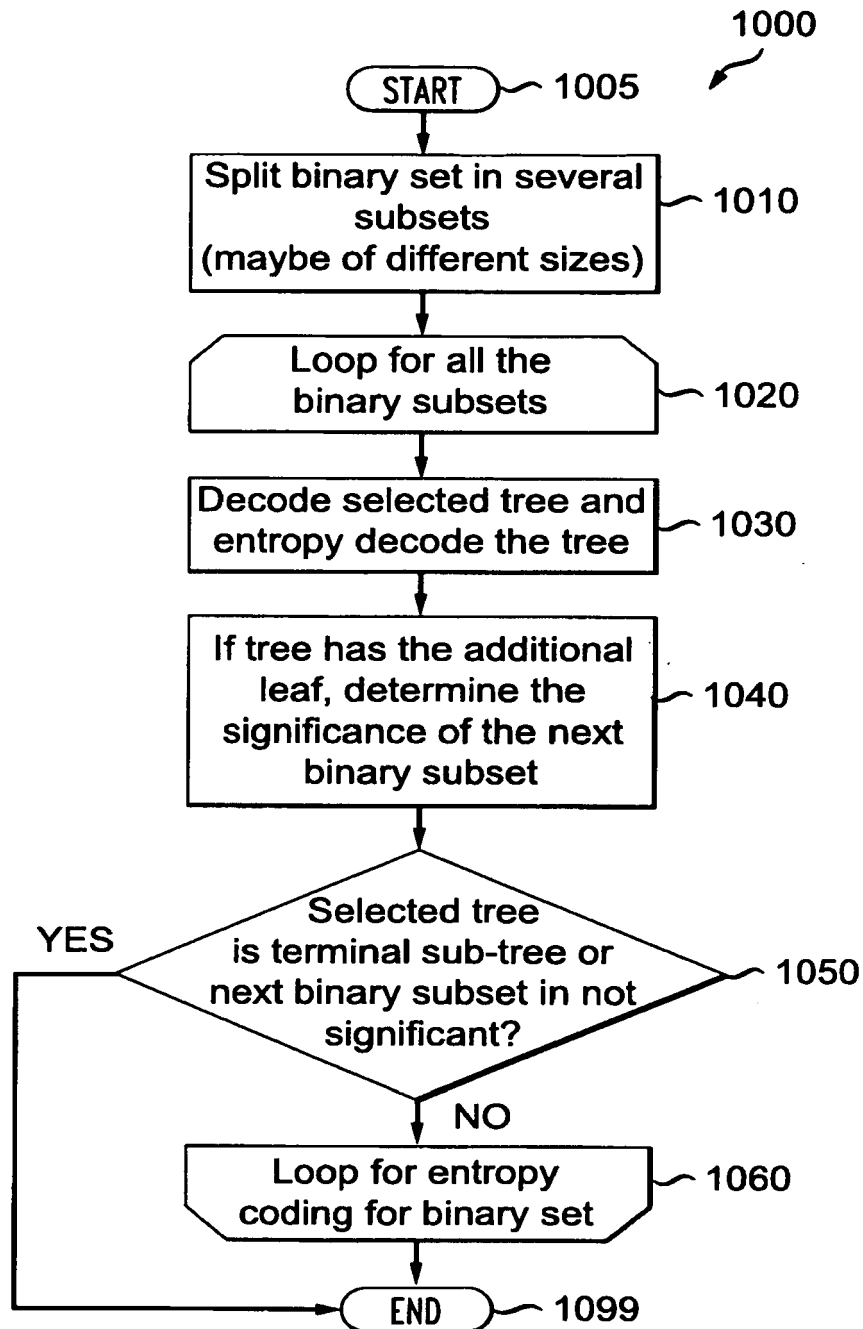 1000
START
1005
Split binary set in several
subsets
(maybe of different sizes)
1010
Loop for all the
binary subsets
1020
Decode selected tree and
entropy decode the tree
1030
If tree has the additional
leaf, determine the
significance of the next
binary subset
1040
Selected tree
is terminal sub-tree or
next binary subset in not
significant?
1050
YES
NO
Loop for entropy
coding for binary set
1060
END
1099